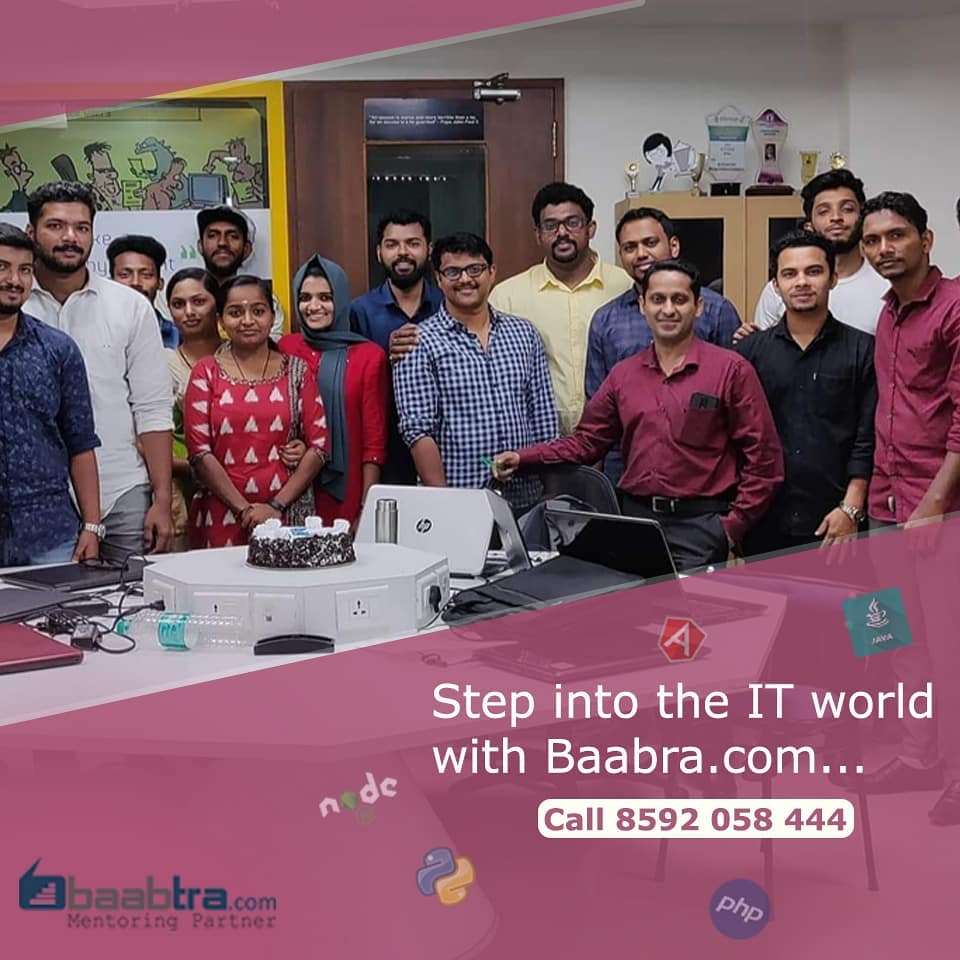 Step into the IT world
with Baabra.com...
Call 8592 058 444
JAVA
node
php
baabtra.com
Mentoring Partner
hp